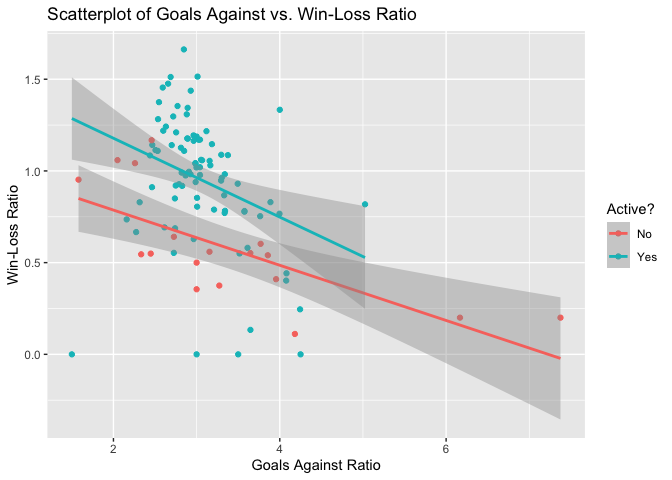 Scatterplot of Goals Against vs. Win-Loss Ratio
1.5
1.0
0.5
0.0
Win-Loss Ratio
2 4 6
Goals Against Ratio
Active?
No
Yes